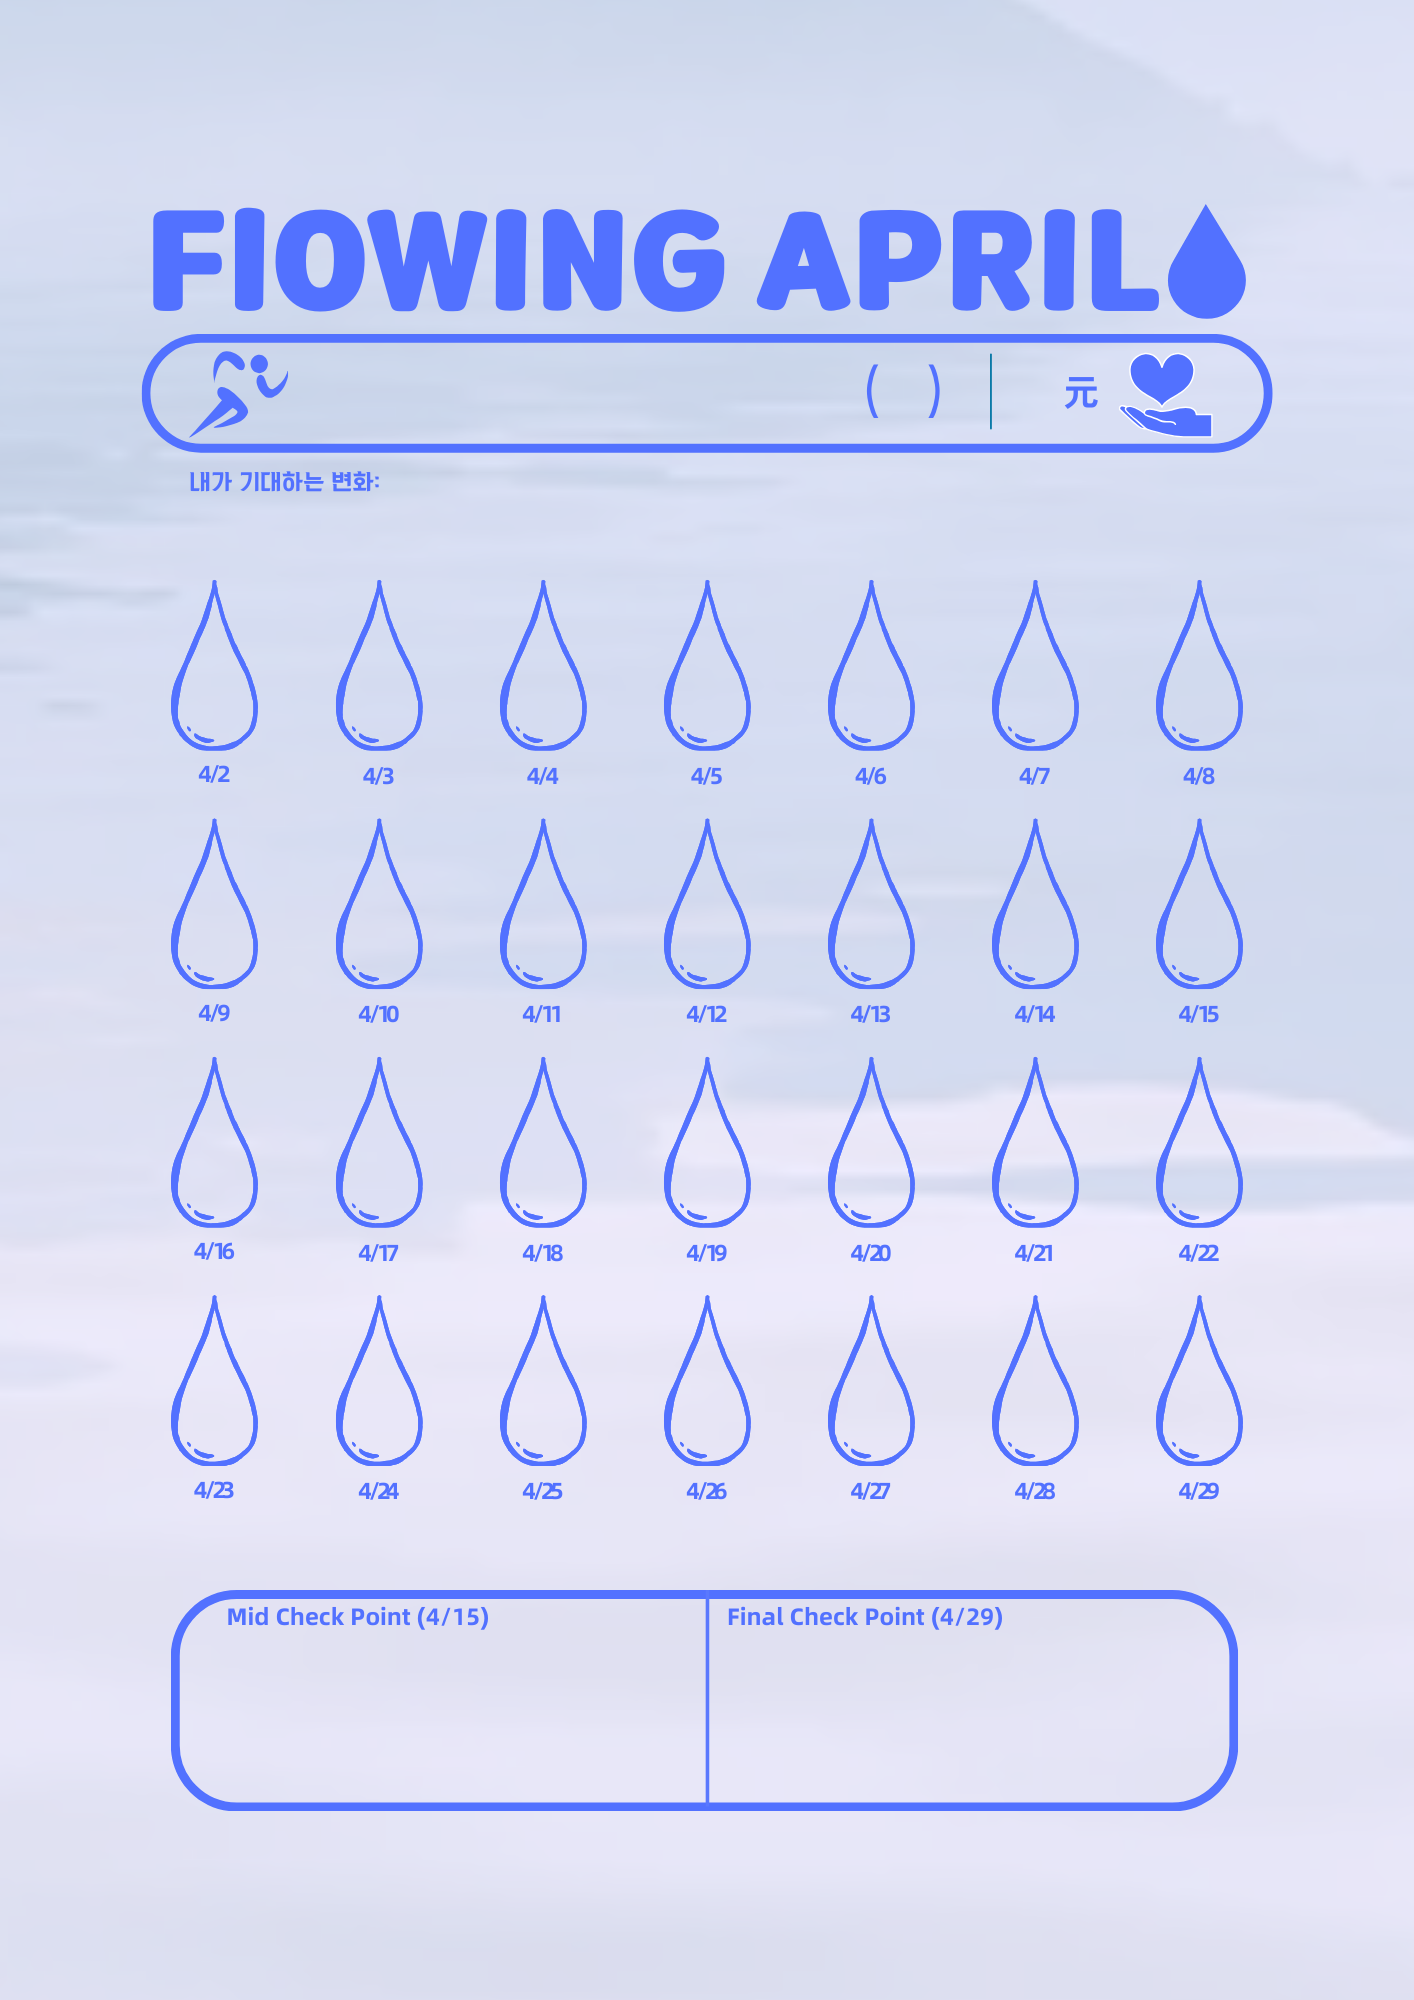 FIOWING APRIL
( ) 元
내가 기대하는 변화:
4/2 4/3 4/4 4/5 4/6 4/7 4/8
4/9 4/10 4/11 4/12 4/13 4/14 4/15
4/16 4/17 4/18 4/19 4/20 4/21 4/22
4/23 4/24 4/25 4/26 4/27 4/28 4/29
Mid Check Point (4/15) Final Check Point (4/29)